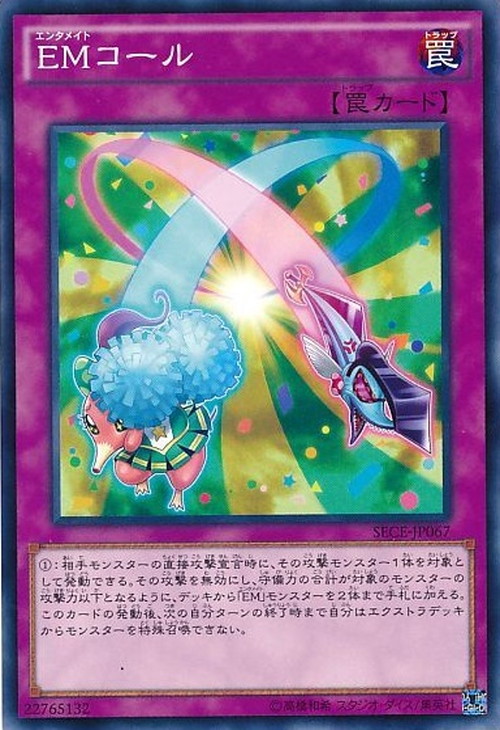 エンタメイト
EMコール
トラップ
罠
トラップ
【罠カード】
SECE-JP067
①：相手モンスターの直接攻撃宣言時に、その攻撃モンスター1体を対象と
して発動できる。その攻撃を無効にし、守備力の合計が対象のモンスターの
攻撃力以下となるように、デッキから「EM」モンスターを2体まで手札に加える。
このカードの発動後、次の自分ターンの終了時まで自分はエクストラデッキ
からモンスターを特殊召喚できない。
22765132
©高橋和希 スタジオ・ダイス/集英社